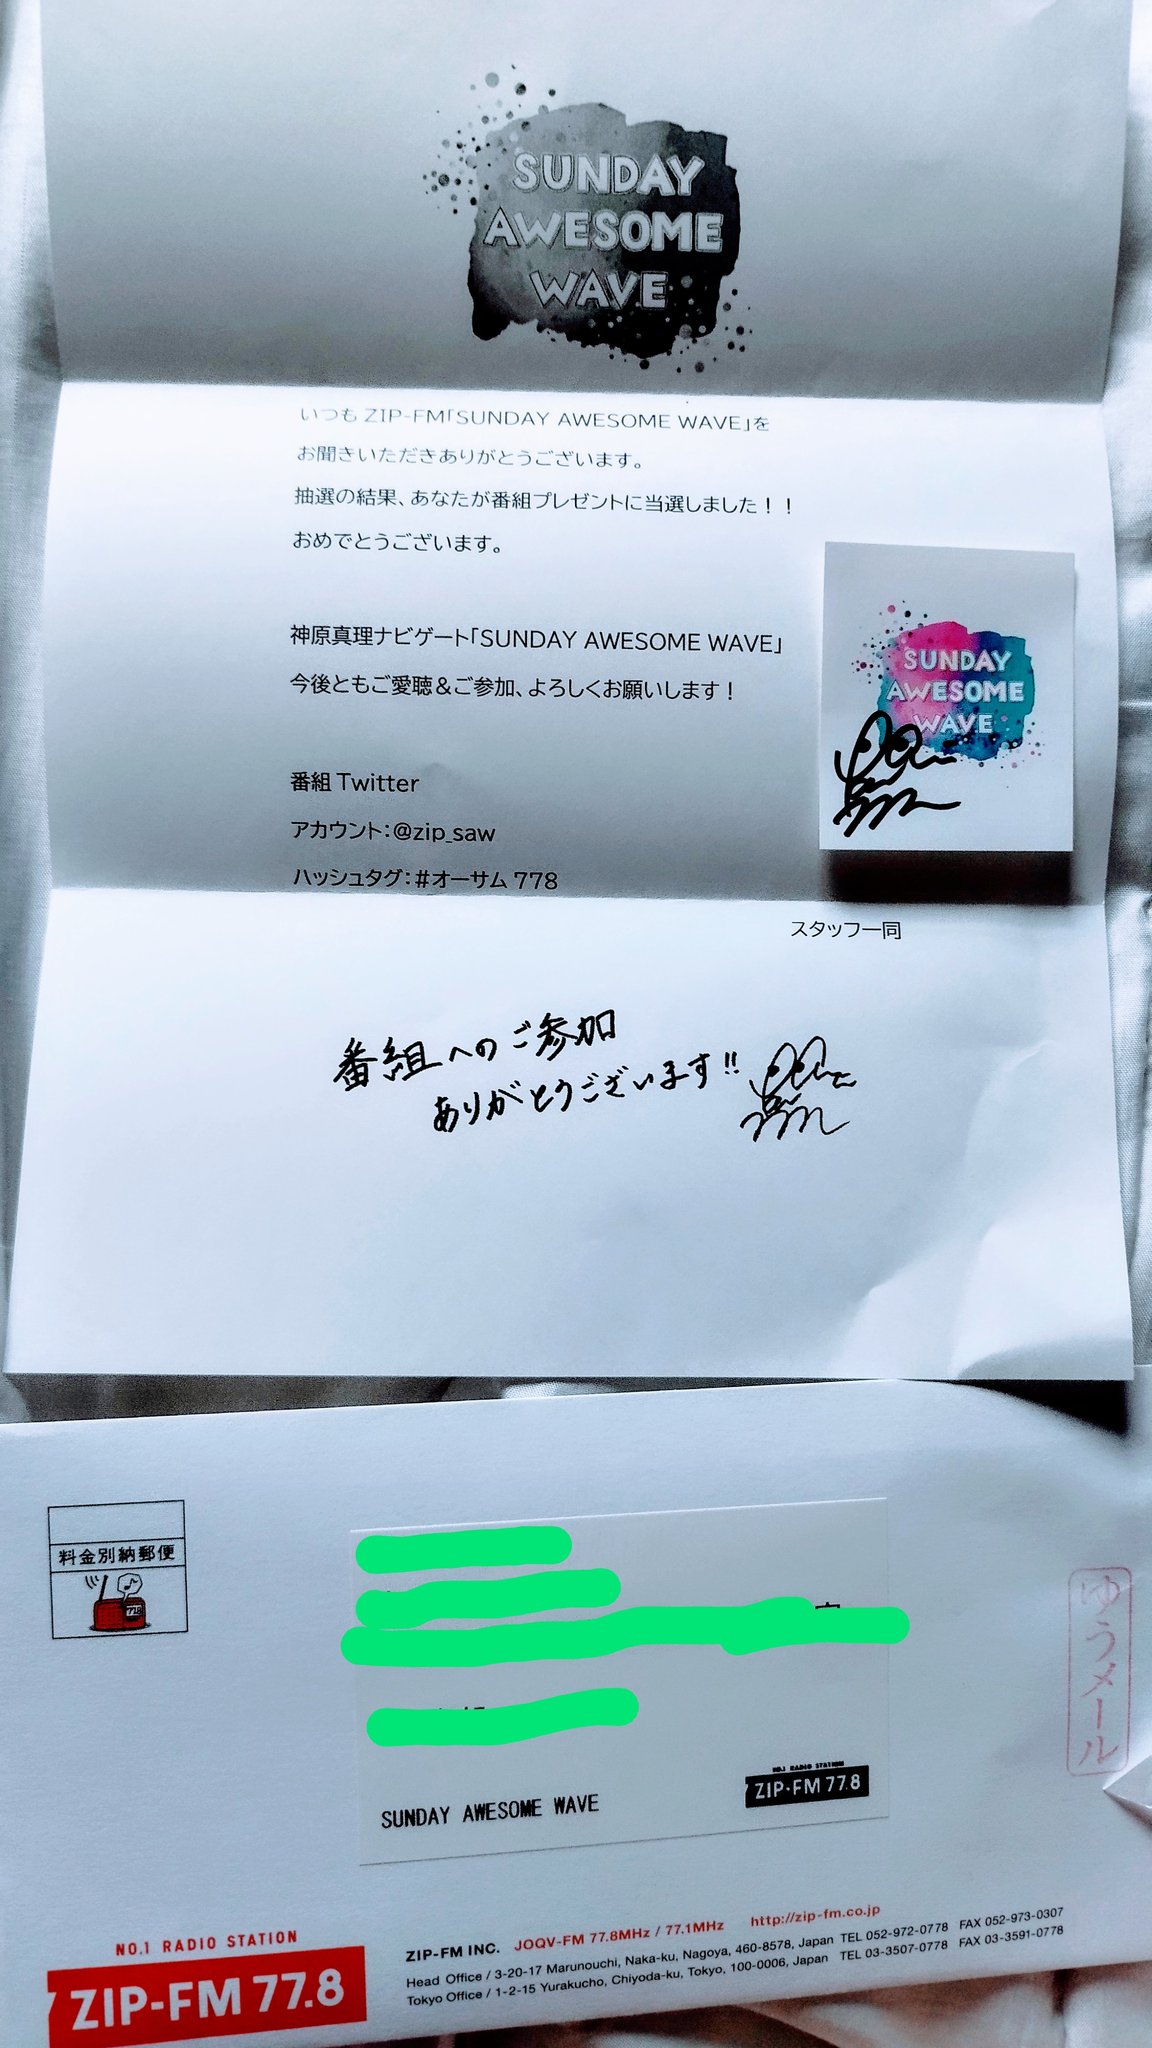 SUNDAY
AWESOME
WAVE
いつもZIP-FM「SUNDAY AWESOME WAVE」を
お聞きいただきありがとうございます。
抽選の結果、あなたが番組プレゼントに当選しました！！
おめでとうございます。
神原真理ナビゲート「SUNDAY AWESOME WAVE」
今後ともご愛聴＆ご参加、よろしくお願いします！
番組Twitter
アカウント：@zip_saw
ハッシュタグ：＃オーサム778
スタッフ一同
SUNDAY
AWESOME
WAVE
番組へのご参加
ありがとうございます!!
料金別納郵便
778
ゆうメール
SUNDAY AWESOME WAVE
NO.1 RADIO STATION
ZIP-FM 77.8
NO.1 RADIO STATION
ZIP-FM 77.8
ZIP-FM INC. JOQV-FM 77.8MHz / 77.1MHz http://zip-fm.co.jp
Head Office / 3-20-17 Marunouchi, Naka-ku, Nagoya, 460-8578, Japan TEL 052-972-0778 FAX 052-973-0307
Tokyo Office / 1-2-15 Yurakucho, Chiyoda-ku, Tokyo, 100-0006, Japan TEL 03-3507-0778 FAX 03-3591-0778